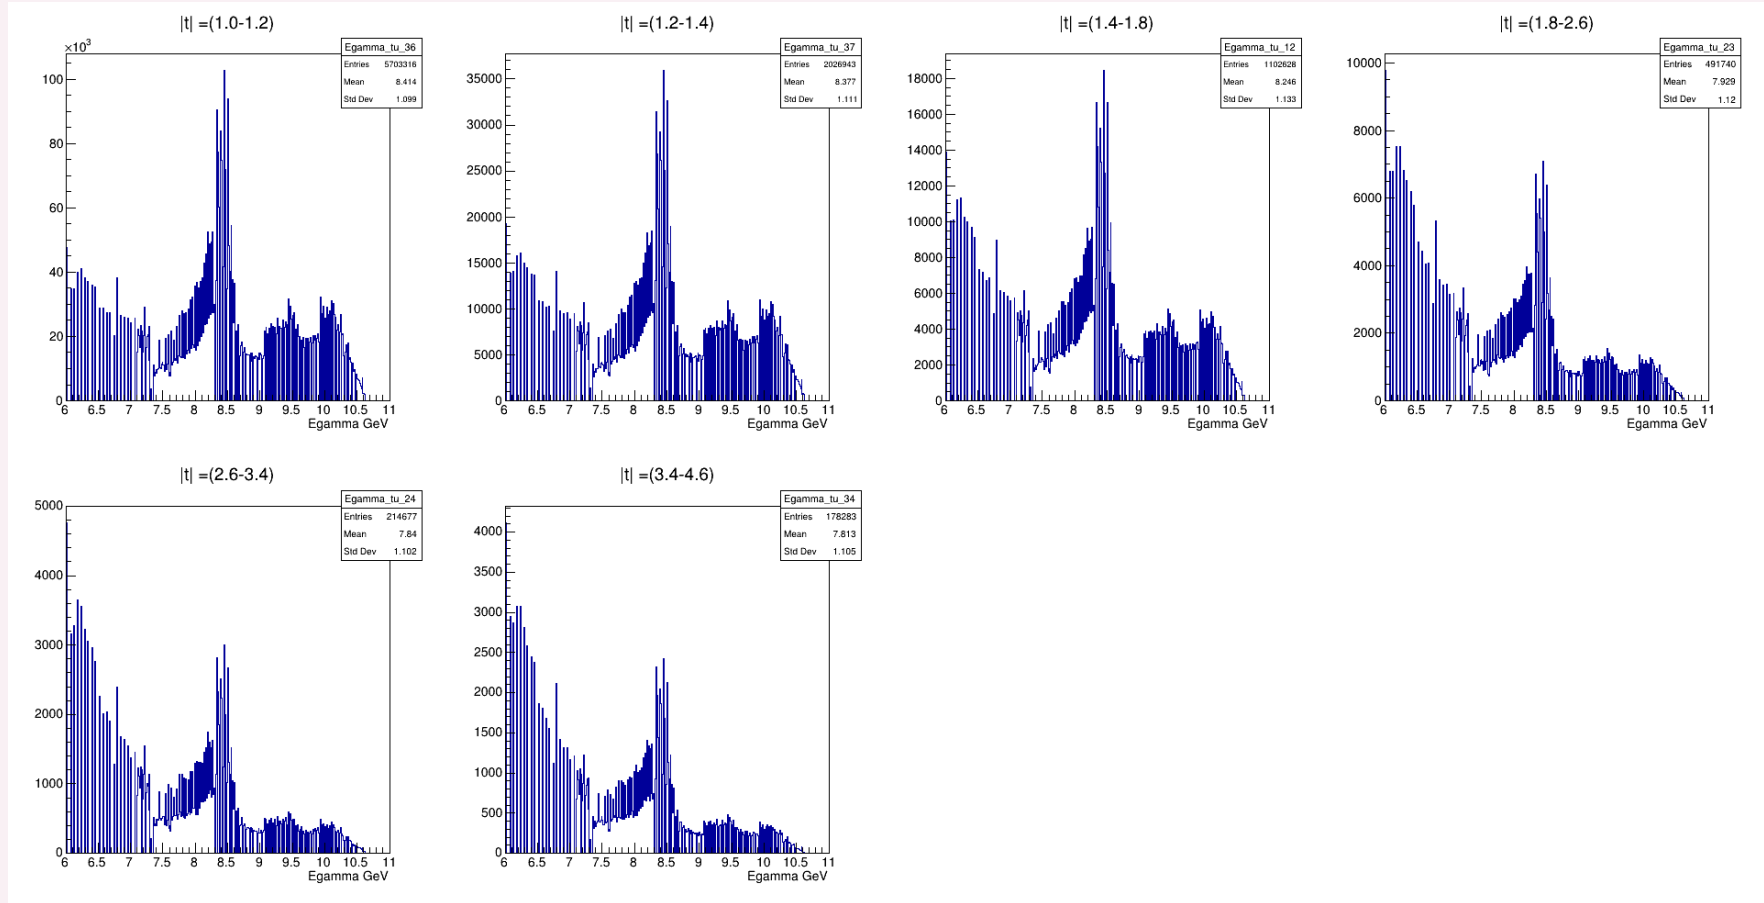 |t| =(1.0-1.2)
×10³
Egamma_tu_36
Entries 5703316
Mean 8.414
Std Dev 1.099
100
80
60
40
20
0
6 6.5 7 7.5 8 8.5 9 9.5 10 10.5 11
Egamma GeV
|t| =(1.2-1.4)
Egamma_tu_37
Entries 2026943
Mean 8.377
Std Dev 1.111
35000
30000
25000
20000
15000
10000
5000
0
6 6.5 7 7.5 8 8.5 9 9.5 10 10.5 11
Egamma GeV
|t| =(1.4-1.8)
Egamma_tu_12
Entries 1102628
Mean 8.246
Std Dev 1.133
18000
16000
14000
12000
10000
8000
6000
4000
2000
0
6 6.5 7 7.5 8 8.5 9 9.5 10 10.5 11
Egamma GeV
|t| =(1.8-2.6)
Egamma_tu_23
Entries 491740
Mean 7.929
Std Dev 1.12
10000
8000
6000
4000
2000
0
6 6.5 7 7.5 8 8.5 9 9.5 10 10.5 11
Egamma GeV
|t| =(2.6-3.4)
Egamma_tu_24
Entries 214677
Mean 7.84
Std Dev 1.102
5000
4000
3000
2000
1000
0
6 6.5 7 7.5 8 8.5 9 9.5 10 10.5 11
Egamma GeV
|t| =(3.4-4.6)
Egamma_tu_34
Entries 178283
Mean 7.813
Std Dev 1.105
4000
3500
3000
2500
2000
1500
1000
500
0
6 6.5 7 7.5 8 8.5 9 9.5 10 10.5 11
Egamma GeV